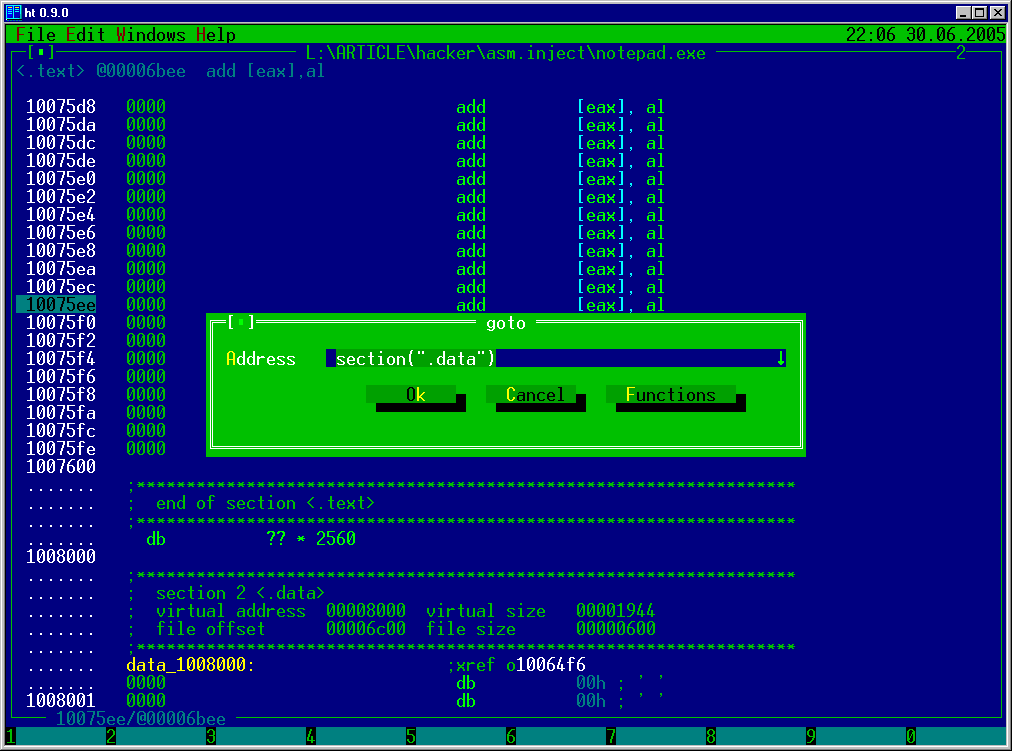 ht 0.9.0
File Edit Windows Help 22:06 30.06.2005
[▪] L:\ARTICLE\hacker\asm.inject\notepad.exe 2
<.text> @00006bee add [eax],al
10075d8 0000 add [eax], al
10075da 0000 add [eax], al
10075dc 0000 add [eax], al
10075de 0000 add [eax], al
10075e0 0000 add [eax], al
10075e2 0000 add [eax], al
10075e4 0000 add [eax], al
10075e6 0000 add [eax], al
10075e8 0000 add [eax], al
10075ea 0000 add [eax], al
10075ec 0000 add [eax], al
10075ee 0000 add [eax], al
10075f0 0000
10075f2 0000
10075f4 0000
10075f6 0000
10075f8 0000
10075fa 0000
10075fc 0000
10075fe 0000
1007600
[▪] goto
Address section(".data") ↓
Ok Cancel Functions
....... ;******************************************************************
....... ; end of section <.text>
....... ;******************************************************************
....... db ?? * 2560
1008000
....... ;******************************************************************
....... ; section 2 <.data>
....... ; virtual address 00008000 virtual size 00001944
....... ; file offset 00006c00 file size 00000600
....... ;******************************************************************
....... data_1008000: ;xref o10064f6
....... 0000 db 00h ; ' '
1008001 0000 db 00h ; ' '
10075ee/@00006bee
1 2 3 4 5 6 7 8 9 0